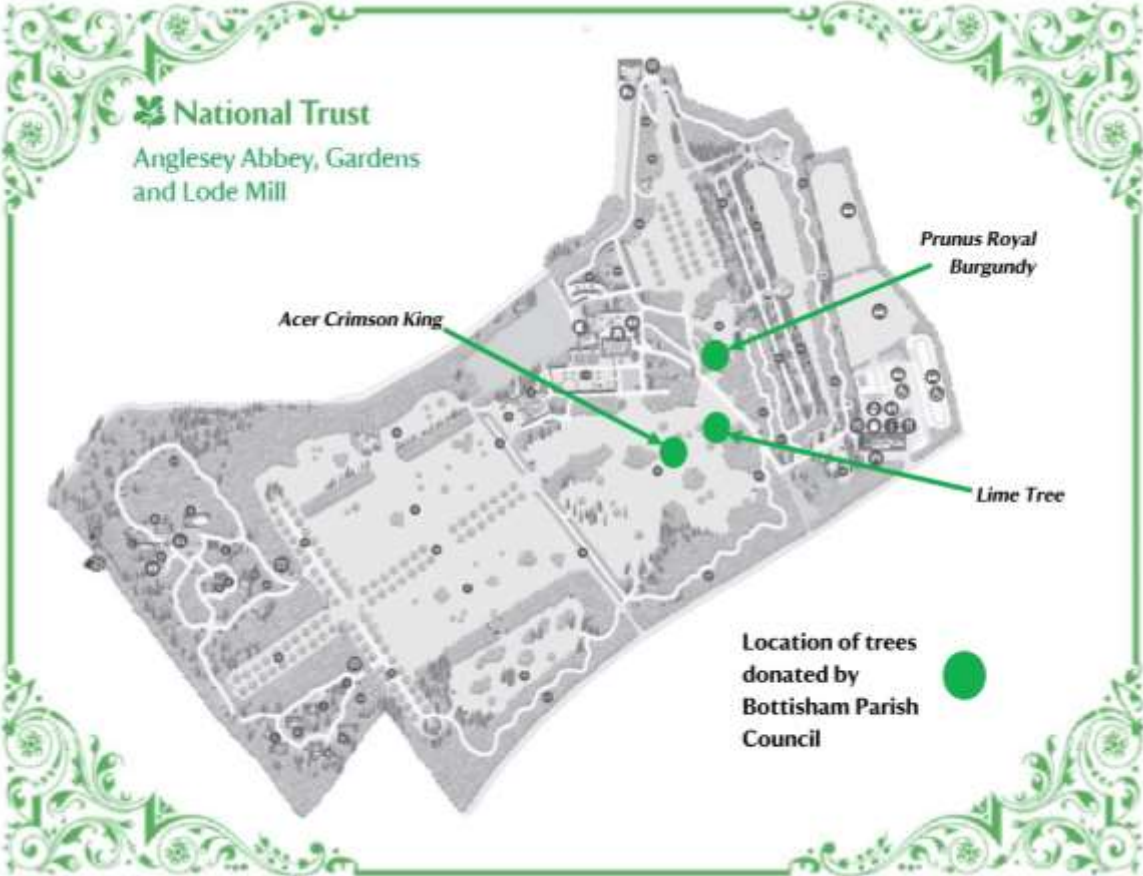 National Trust
Anglesey Abbey, Gardens
and Lode Mill
Prunus Royal
Burgundy
Acer Crimson King
Lime Tree
Location of trees
donated by
Bottisham Parish
Council